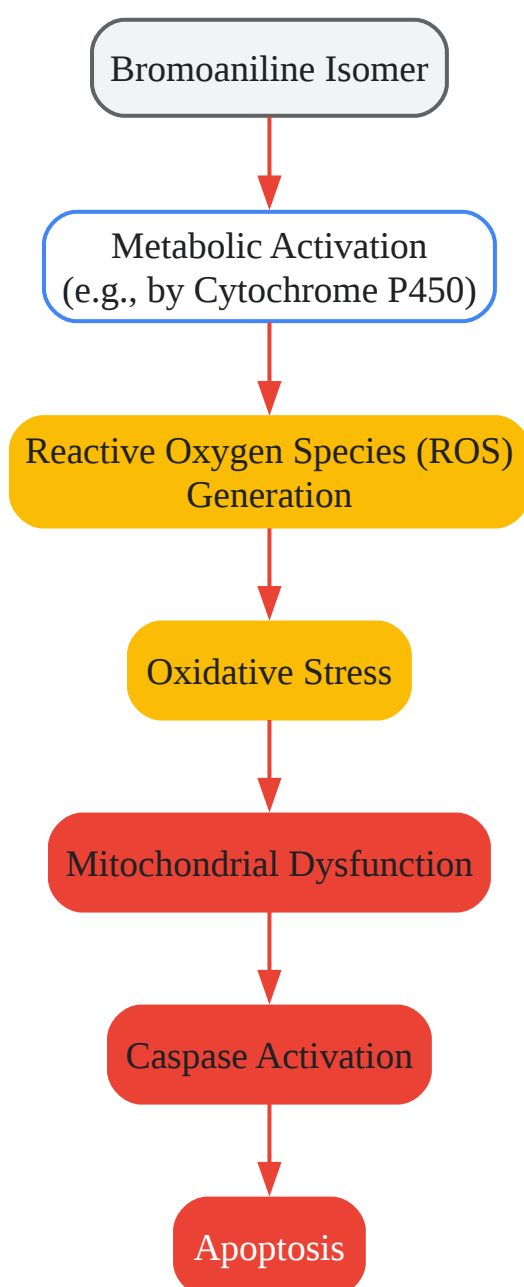 Bromoaniline Isomer
Metabolic Activation
(e.g., by Cytochrome P450)
Reactive Oxygen Species (ROS)
Generation
Oxidative Stress
Mitochondrial Dysfunction
Caspase Activation
Apoptosis